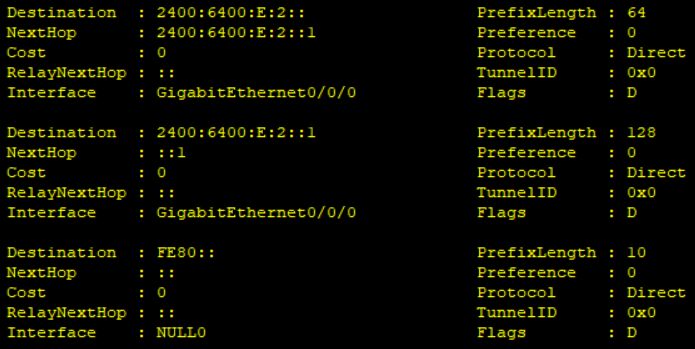 Destination  : 2400:6400:E:2::                 PrefixLength : 64
NextHop      : 2400:6400:E:2::1                Preference   : 0
Cost         : 0                               Protocol     : Direct
RelayNextHop : ::                              TunnelID     : 0x0
Interface    : GigabitEthernet0/0/0            Flags        : D
Destination  : 2400:6400:E:2::1                PrefixLength : 128
NextHop      : ::1                             Preference   : 0
Cost         : 0                               Protocol     : Direct
RelayNextHop : ::                              TunnelID     : 0x0
Interface    : GigabitEthernet0/0/0            Flags        : D
Destination  : FE80::                          PrefixLength : 10
NextHop      : ::                              Preference   : 0
Cost         : 0                               Protocol     : Direct
RelayNextHop : ::                              TunnelID     : 0x0
Interface    : NULL0                           Flags        : D